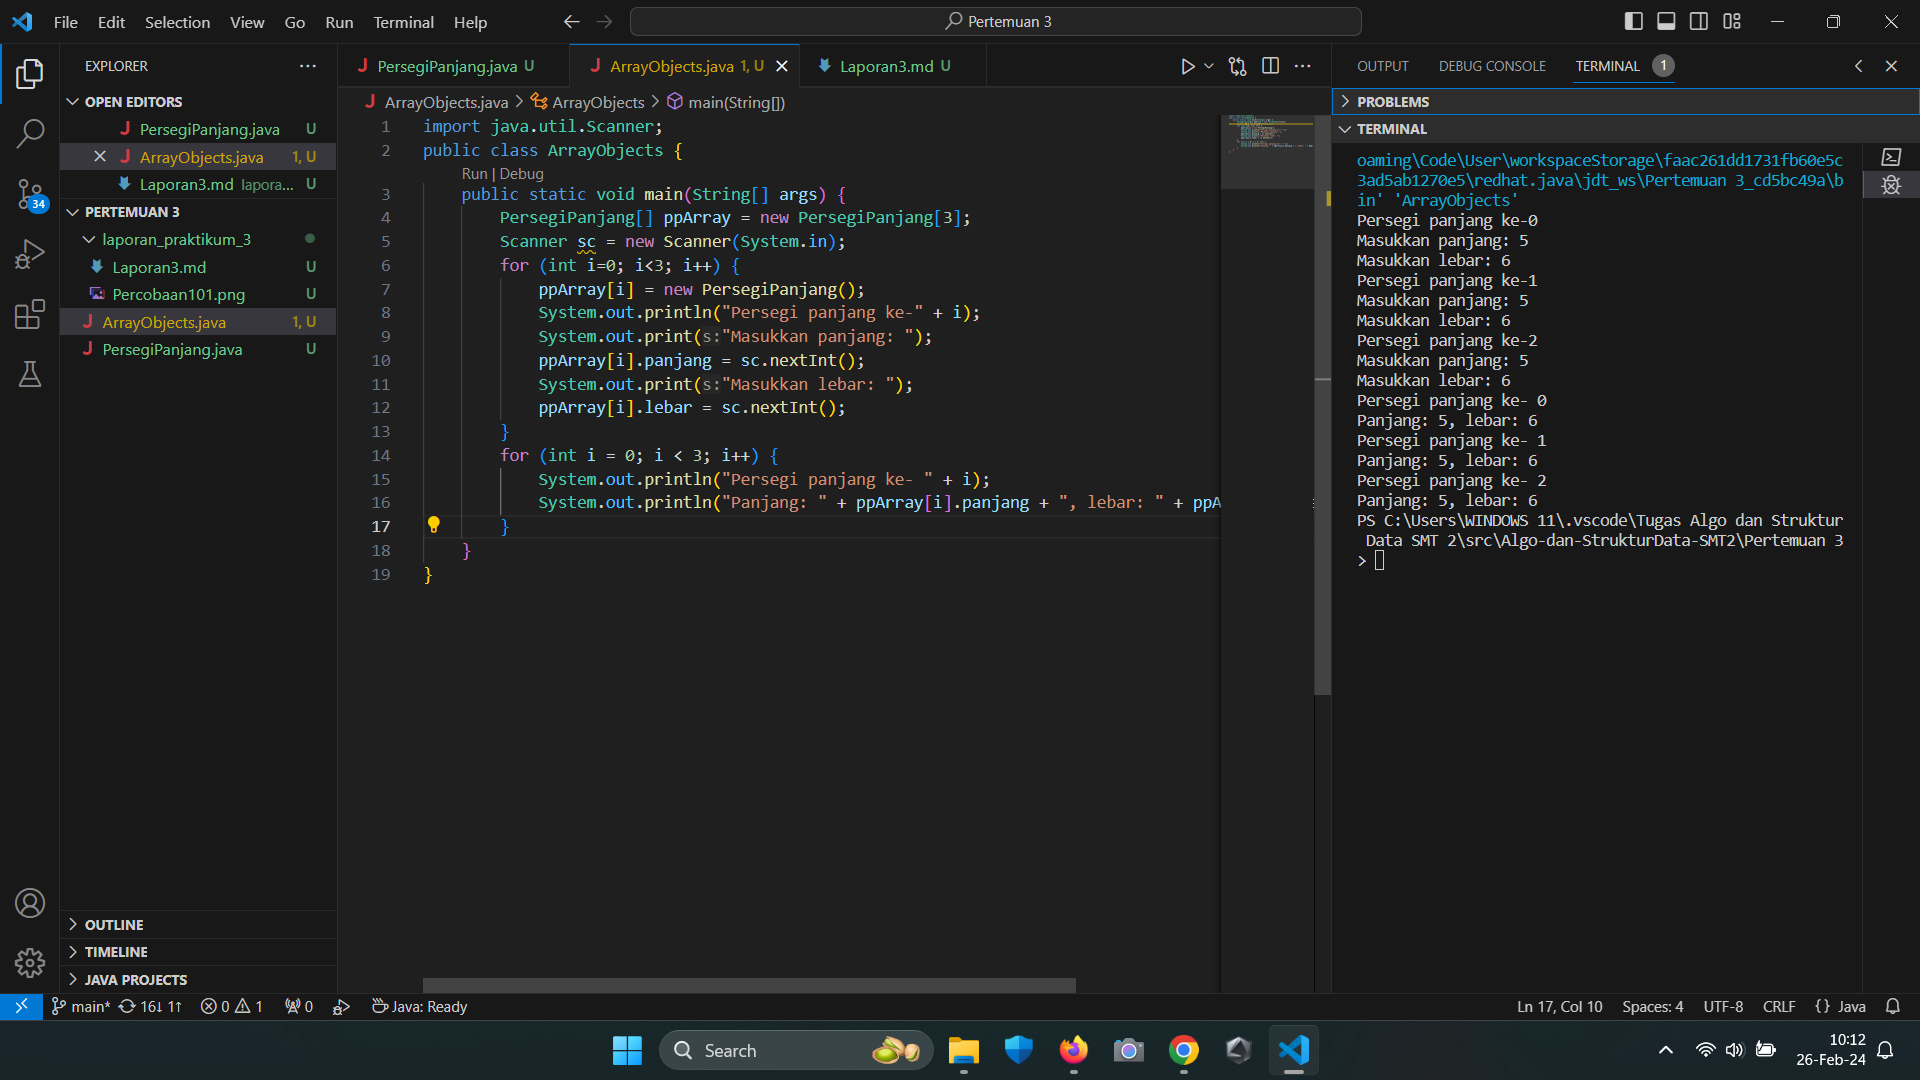 File Edit Selection View Go Run Terminal Help
Pertemuan 3
EXPLORER
OPEN EDITORS
PersegiPanjang.java U
ArrayObjects.java 1, U
Laporan3.md lapora... U
PERTEMUAN 3
laporan_praktikum_3
Laporan3.md U
Percobaan101.png U
ArrayObjects.java 1, U
PersegiPanjang.java U
OUTLINE
TIMELINE
JAVA PROJECTS
34
PersegiPanjang.java U
ArrayObjects.java 1, U
Laporan3.md U
ArrayObjects.java > ArrayObjects > main(String[])
1 import java.util.Scanner;
2 public class ArrayObjects {
Run | Debug
3 public static void main(String[] args) {
4 PersegiPanjang[] ppArray = new PersegiPanjang[3];
5 Scanner sc = new Scanner(System.in);
6 for (int i=0; i<3; i++) {
7 ppArray[i] = new PersegiPanjang();
8 System.out.println("Persegi panjang ke-" + i);
9 System.out.print(s:"Masukkan panjang: ");
10 ppArray[i].panjang = sc.nextInt();
11 System.out.print(s:"Masukkan lebar: ");
12 ppArray[i].lebar = sc.nextInt();
13 }
14 for (int i = 0; i < 3; i++) {
15 System.out.println("Persegi panjang ke- " + i);
16 System.out.println("Panjang: " + ppArray[i].panjang + ", lebar: " + ppA
17 }
18 }
19 }
OUTPUT DEBUG CONSOLE TERMINAL 1
PROBLEMS
TERMINAL
oaming\Code\User\workspaceStorage\faac261dd1731fb60e5c
3ad5ab1270e5\redhat.java\jdt_ws\Pertemuan 3_cd5bc49a\b
in' 'ArrayObjects'
Persegi panjang ke-0
Masukkan panjang: 5
Masukkan lebar: 6
Persegi panjang ke-1
Masukkan panjang: 5
Masukkan lebar: 6
Persegi panjang ke-2
Masukkan panjang: 5
Masukkan lebar: 6
Persegi panjang ke- 0
Panjang: 5, lebar: 6
Persegi panjang ke- 1
Panjang: 5, lebar: 6
Persegi panjang ke- 2
Panjang: 5, lebar: 6
PS C:\Users\WINDOWS 11\.vscode\Tugas Algo dan Struktur
Data SMT 2\src\Algo-dan-StrukturData-SMT2\Pertemuan 3
>
main* 16↓ 1↑ 0 1 0 Java: Ready
Ln 17, Col 10 Spaces: 4 UTF-8 CRLF {} Java
Search
10:12
26-Feb-24